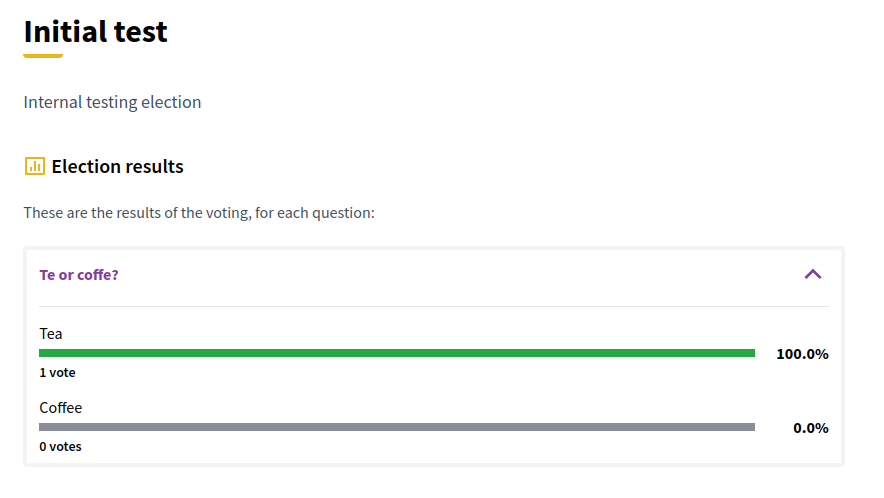 Initial test
Internal testing election
Election results
These are the results of the voting, for each question:
Te or coffe?
Tea
100.0%
1 vote
Coffee
0.0%
0 votes